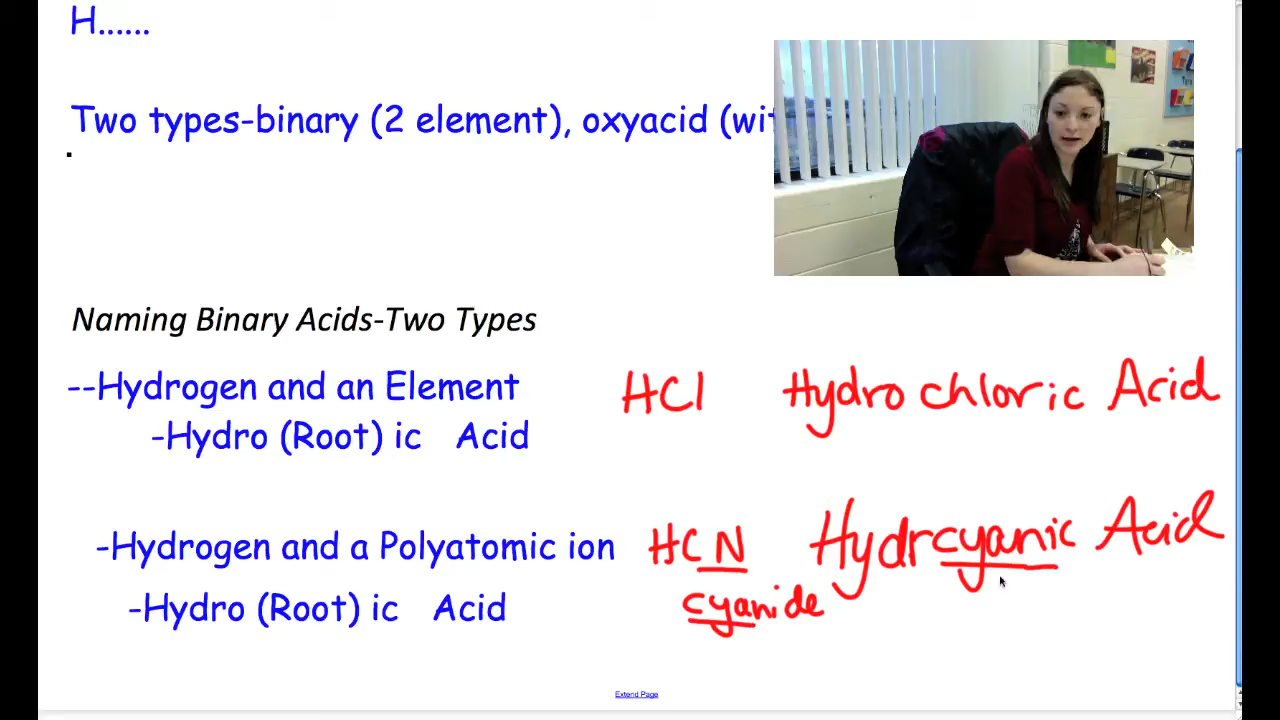 H......
Two types-binary (2 element), oxyacid (wit
.
Naming Binary Acids-Two Types
--Hydrogen and an Element HCl Hydrochloric Acid
-Hydro (Root) ic Acid
-Hydrogen and a Polyatomic ion HCN Hydrcyanic Acid
-Hydro (Root) ic Acid cyanide
Extend Page